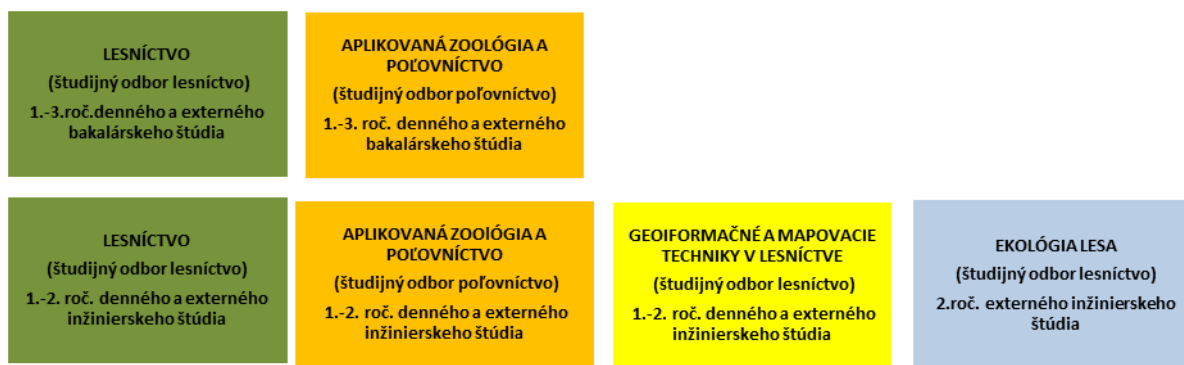 LESNÍCTVO
(študijný odbor lesníctvo)
1.-3.roč.denného a externého
bakalárskeho štúdia
APLIKOVANÁ ZOOLÓGIA A
POĽOVNÍCTVO
(študijný odbor poľovníctvo)
1.-3. roč. denného a externého
bakalárskeho štúdia
LESNÍCTVO
(študijný odbor lesníctvo)
1.-2. roč. denného a externého
inžinierskeho štúdia
APLIKOVANÁ ZOOlÓGIA A
POĽOVNÍCTVO
(študijný odbor poľovníctvo)
1.-2. roč. denného a externého
inžinierskeho štúdia
GEOIFORMAČNÉ A MAPOVACIE
TECHNIKY V LESNÍCTVE
(študijný odbor lesníctvo)
1.-2. roč. denného a externého
inžinierskeho štúdia
EKOLÓGIA LESA
(študijný odbor lesníctvo)
2.roč. externého inžinierskeho
štúdia